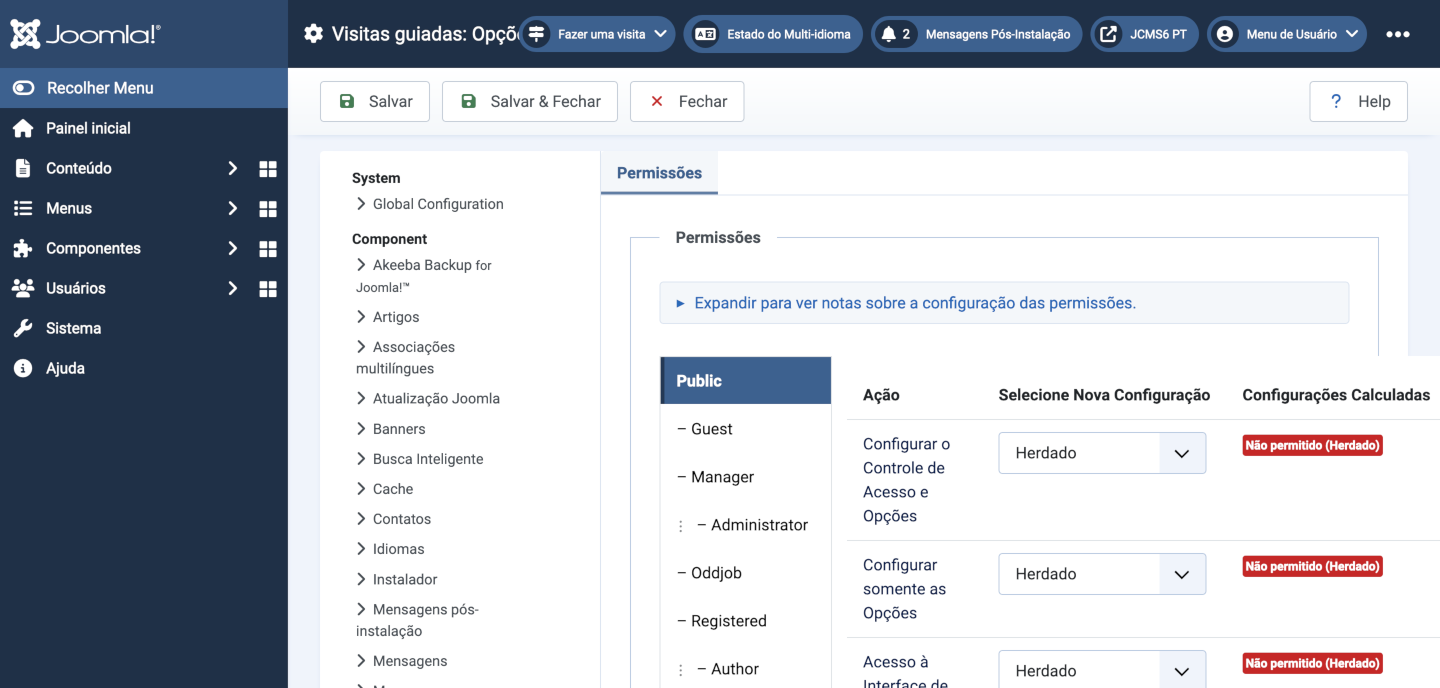 Joomla!®
Visitas guiadas: Opçõ
Fazer uma visita
Estado do Multi-idioma
2 Mensagens Pós-Instalação
JCMS6 PT
Menu de Usuário
Recolher Menu
Painel inicial
Conteúdo
Menus
Componentes
Usuários
Sistema
Ajuda
Salvar
Salvar & Fechar
Fechar
? Help
System
Global Configuration
Component
Akeeba Backup for
Joomla!™
Artigos
Associações
multilíngues
Atualização Joomla
Banners
Busca Inteligente
Cache
Contatos
Idiomas
Instalador
Mensagens pós-
instalação
Mensagens
Permissões
Permissões
Expandir para ver notas sobre a configuração das permissões.
Public
– Guest
– Manager
– Administrator
– Oddjob
– Registered
– Author
Ação
Selecione Nova Configuração
Configurações Calculadas
Configurar o
Controle de
Acesso e
Opções
Herdado
Não permitido (Herdado)
Configurar
somente as
Opções
Herdado
Não permitido (Herdado)
Acesso à
Interface de
Herdado
Não permitido (Herdado)